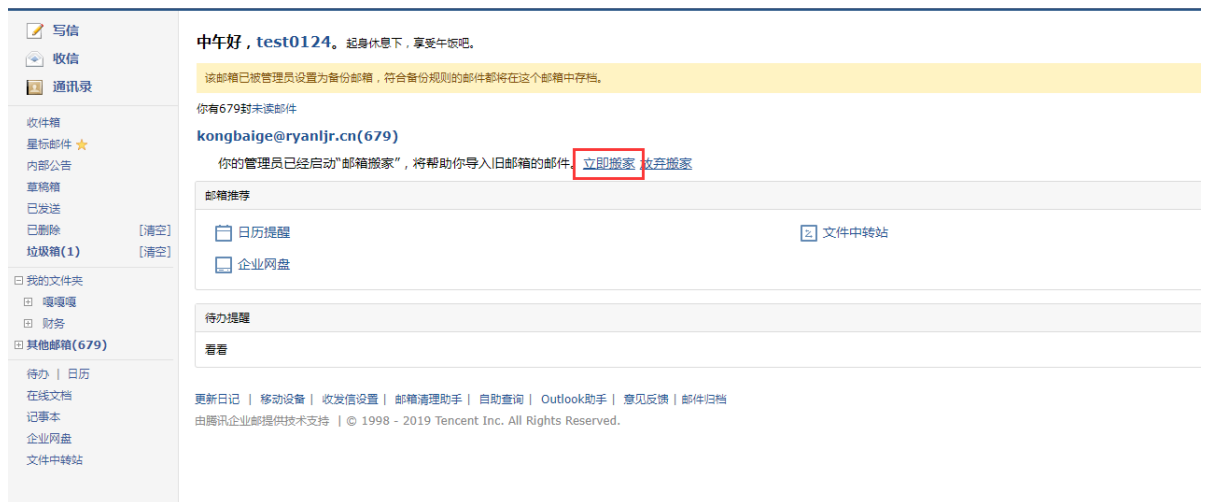 写信
收信
通讯录
收件箱
星标邮件
内部公告
草稿箱
已发送
已删除 [清空]
垃圾箱(1) [清空]
我的文件夹
嘎嘎嘎
财务
其他邮箱(679)
待办 | 日历
在线文档
记事本
企业网盘
文件中转站
中午好，test0124。起身休息下，享受午饭吧。
该邮箱已被管理员设置为备份邮箱，符合备份规则的邮件都将在这个邮箱中存档。
你有679封未读邮件
kongbaige@ryanljr.cn(679)
你的管理员已经启动“邮箱搬家”，将帮助你导入旧邮箱的邮件。 立即搬家 放弃搬家
邮箱推荐
日历提醒 文件中转站
企业网盘
待办提醒
看看
更新日记 | 移动设备 | 收发信设置 | 邮箱清理助手 | 自助查询 | Outlook助手 | 意见反馈 | 邮件归档
由腾讯企业邮提供技术支持 | © 1998 - 2019 Tencent Inc. All Rights Reserved.